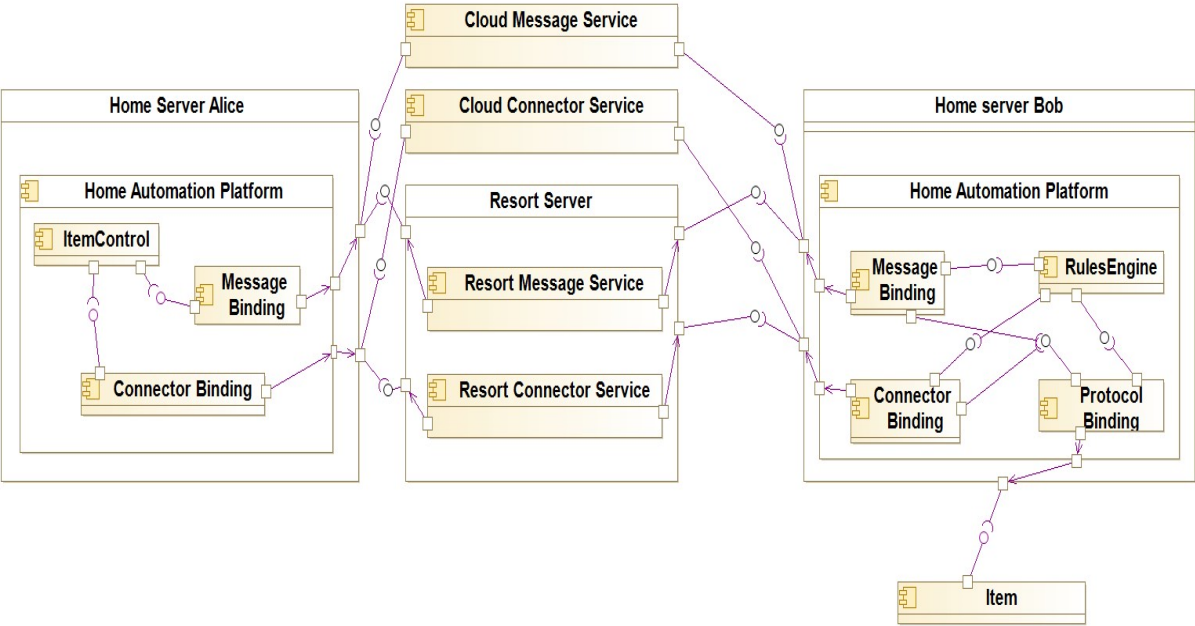 Cloud Message Service
Cloud Connector Service
Home Server Alice
Home Automation Platform
ItemControl
Message
Binding
Connector Binding
Resort Server
Resort Message Service
Resort Connector Service
Home server Bob
Home Automation Platform
Message
Binding
RulesEngine
Connector
Binding
Protocol
Binding
Item